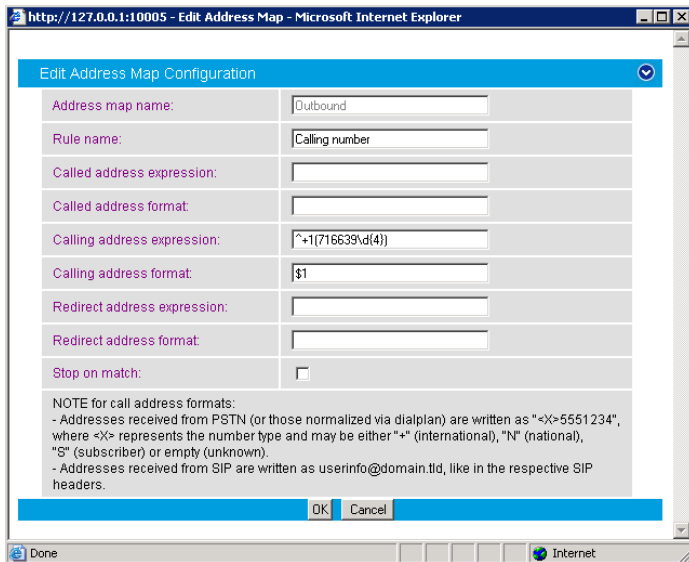 http://127.0.0.1:10005 - Edit Address Map - Microsoft Internet Explorer
Edit Address Map Configuration
Address map name: Outbound
Rule name: Calling number
Called address expression:
Called address format:
Calling address expression: ^+1(716639\d{4})
Calling address format: $1
Redirect address expression:
Redirect address format:
Stop on match:
NOTE for call address formats:
- Addresses received from PSTN (or those normalized via dialplan) are written as "<X>5551234",
where <X> represents the number type and may be either "+" (international), "N" (national),
"S" (subscriber) or empty (unknown).
- Addresses received from SIP are written as userinfo@domain.tld, like in the respective SIP
headers.
OK Cancel
Done Internet